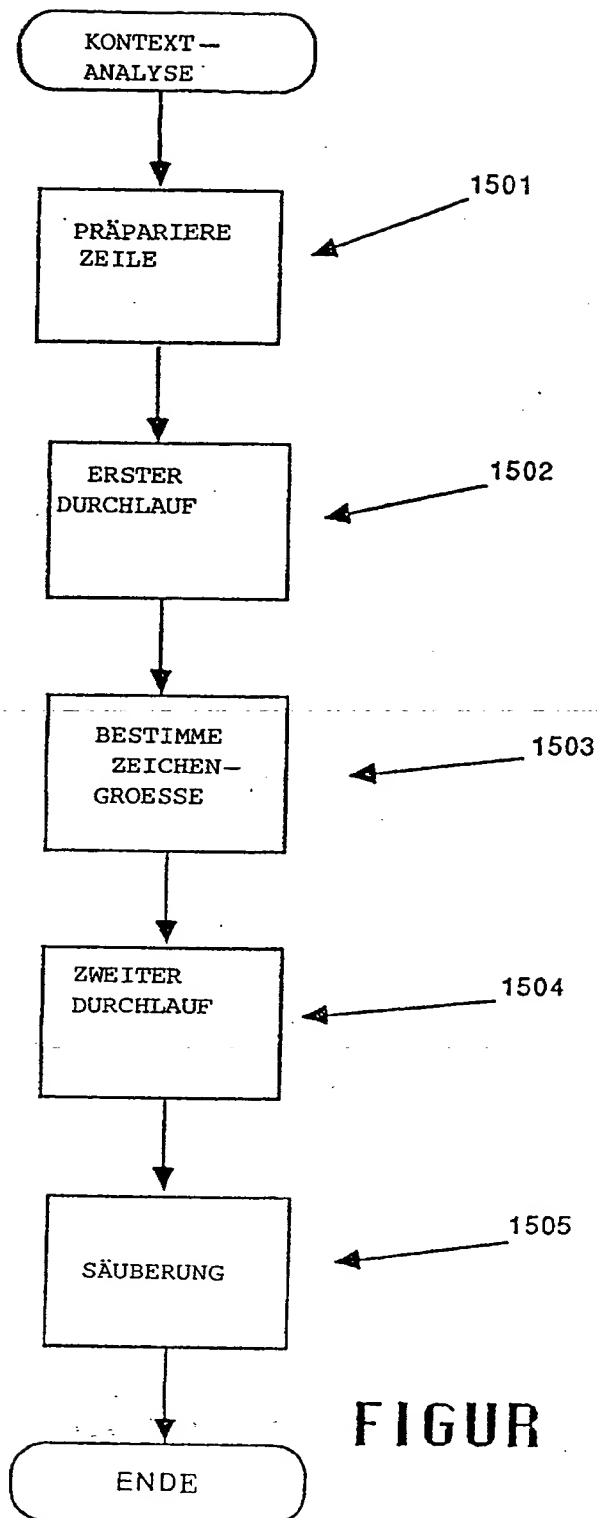 KONTEXT—
ANALYSE
1501
PRÄPARIERE
ZEILE
1502
ERSTER
DURCHLAUF
1503
BESTIMME
ZEICHEN—
GROESSE
1504
ZWEITER
DURCHLAUF
1505
SÄUBERUNG
FIGUR
ENDE